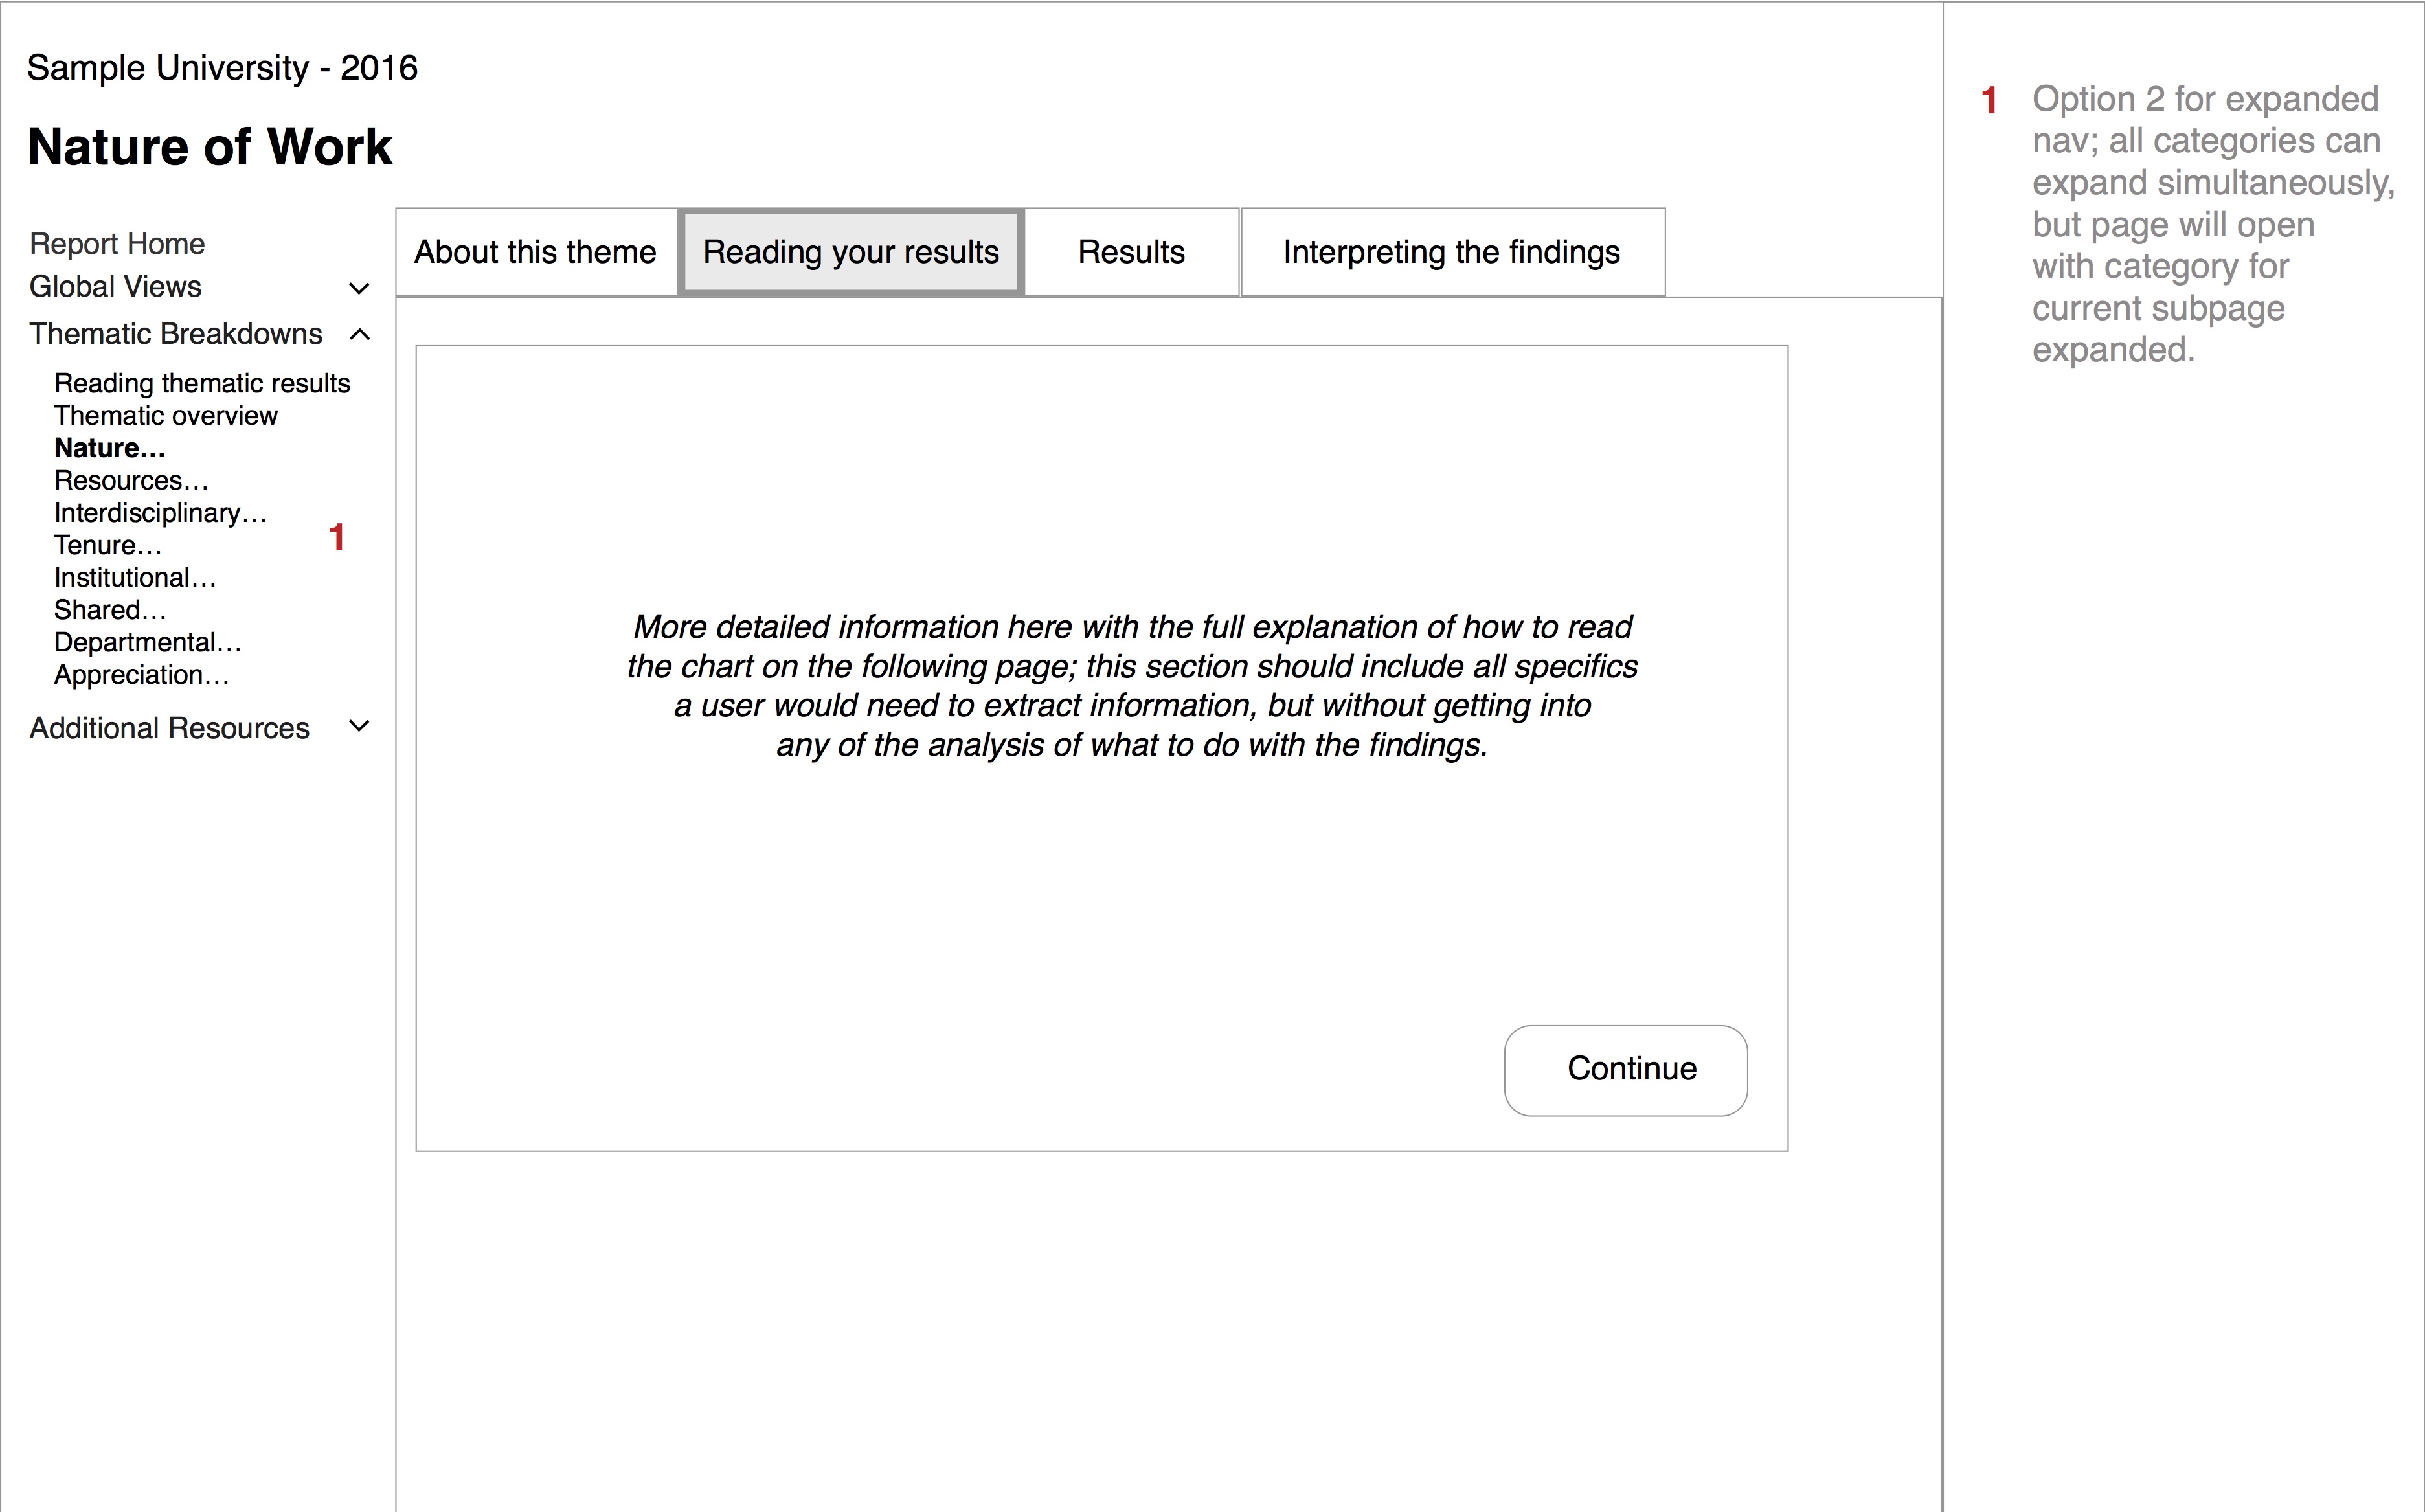 Sample University - 2016
Nature of Work
Report Home
Global Views
Thematic Breakdowns
Reading thematic results
Thematic overview
Nature…
Resources…
Interdisciplinary…
1
Tenure…
Institutional…
Shared…
Departmental…
Appreciation…
Additional Resources
About this theme
Reading your results
Results
Interpreting the findings
More detailed information here with the full explanation of how to read
the chart on the following page; this section should include all specifics
a user would need to extract information, but without getting into
any of the analysis of what to do with the findings.
Continue
1 Option 2 for expanded
nav; all categories can
expand simultaneously,
but page will open
with category for
current subpage
expanded.